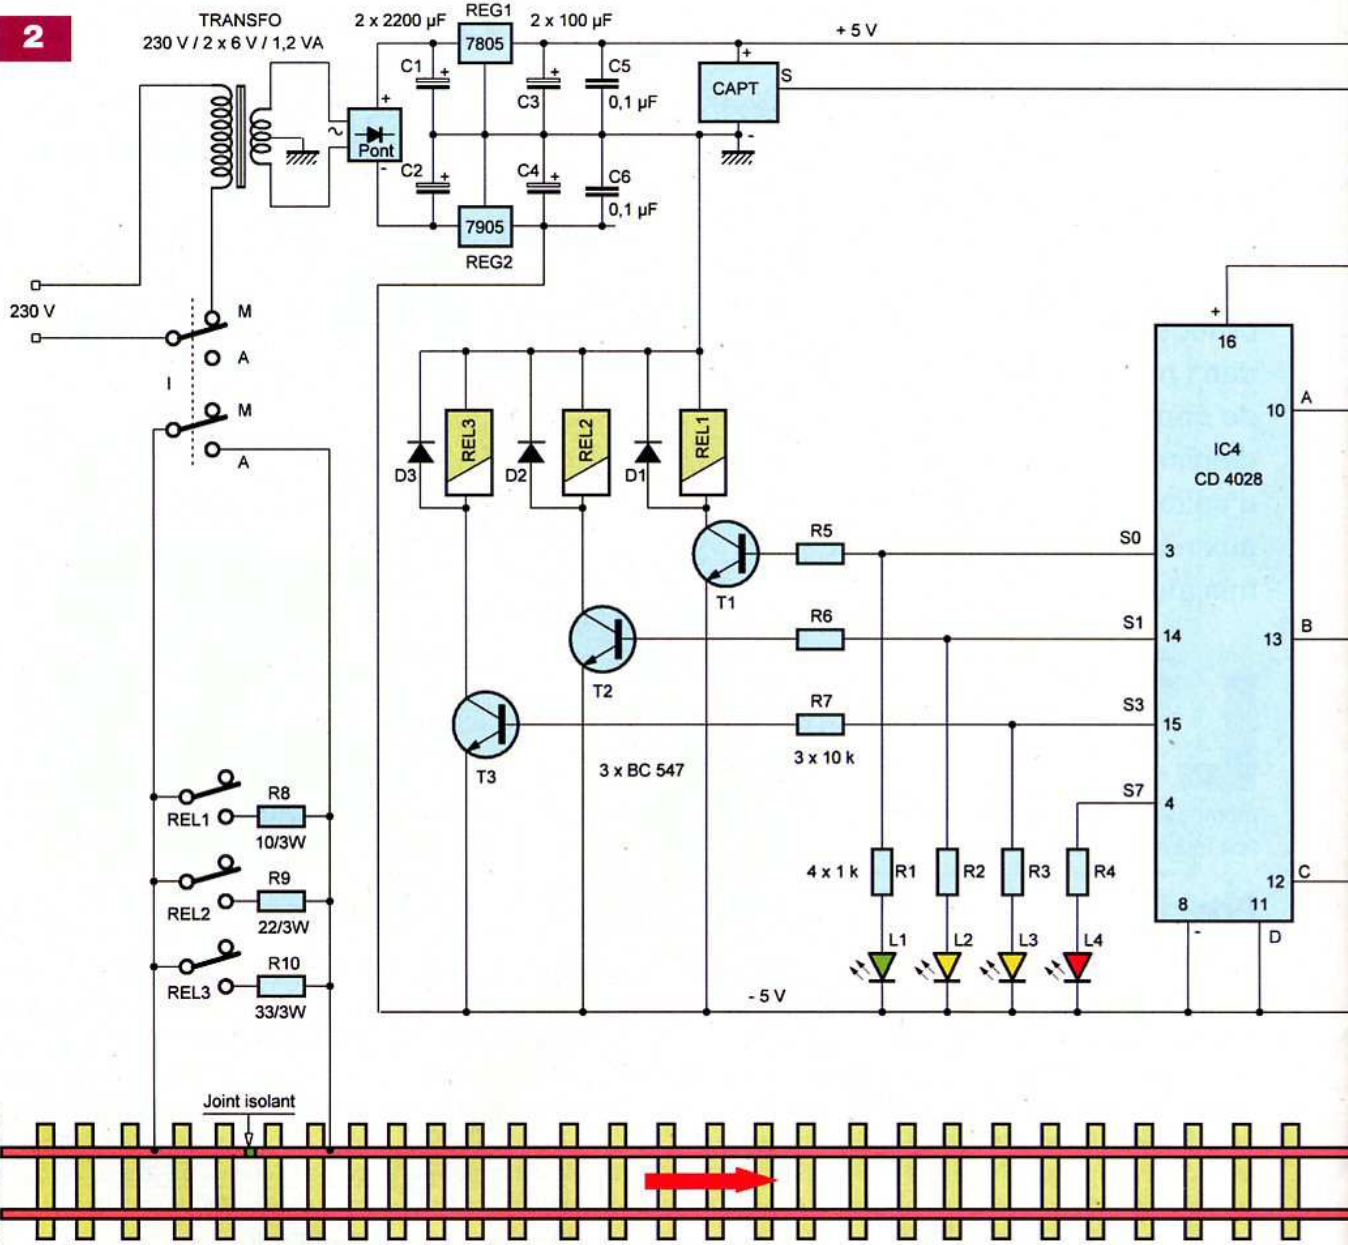 2
TRANSFO
230 V / 2 x 6 V / 1,2 VA
2 x 2200 µF
REG1
2 x 100 µF
7805
+ 5 V
C1
+
C3
+
C5
0,1 µF
+
CAPT
S
-
+
~
Pont
-
C2
+
C4
+
C6
0,1 µF
7905
REG2
230 V
M
A
I
M
A
REL3
REL2
REL1
D3
D2
D1
+
16
10
A
IC4
CD 4028
R5
S0
3
T1
R6
S1
14
13
B
T2
R7
S3
15
3 x 10 k
T3
3 x BC 547
S7
4
R8
REL1
10/3W
R9
REL2
22/3W
R10
REL3
33/3W
4 x 1 k
R1
R2
R3
R4
12
C
8
11
-
D
L1
L2
L3
L4
- 5 V
Joint isolant